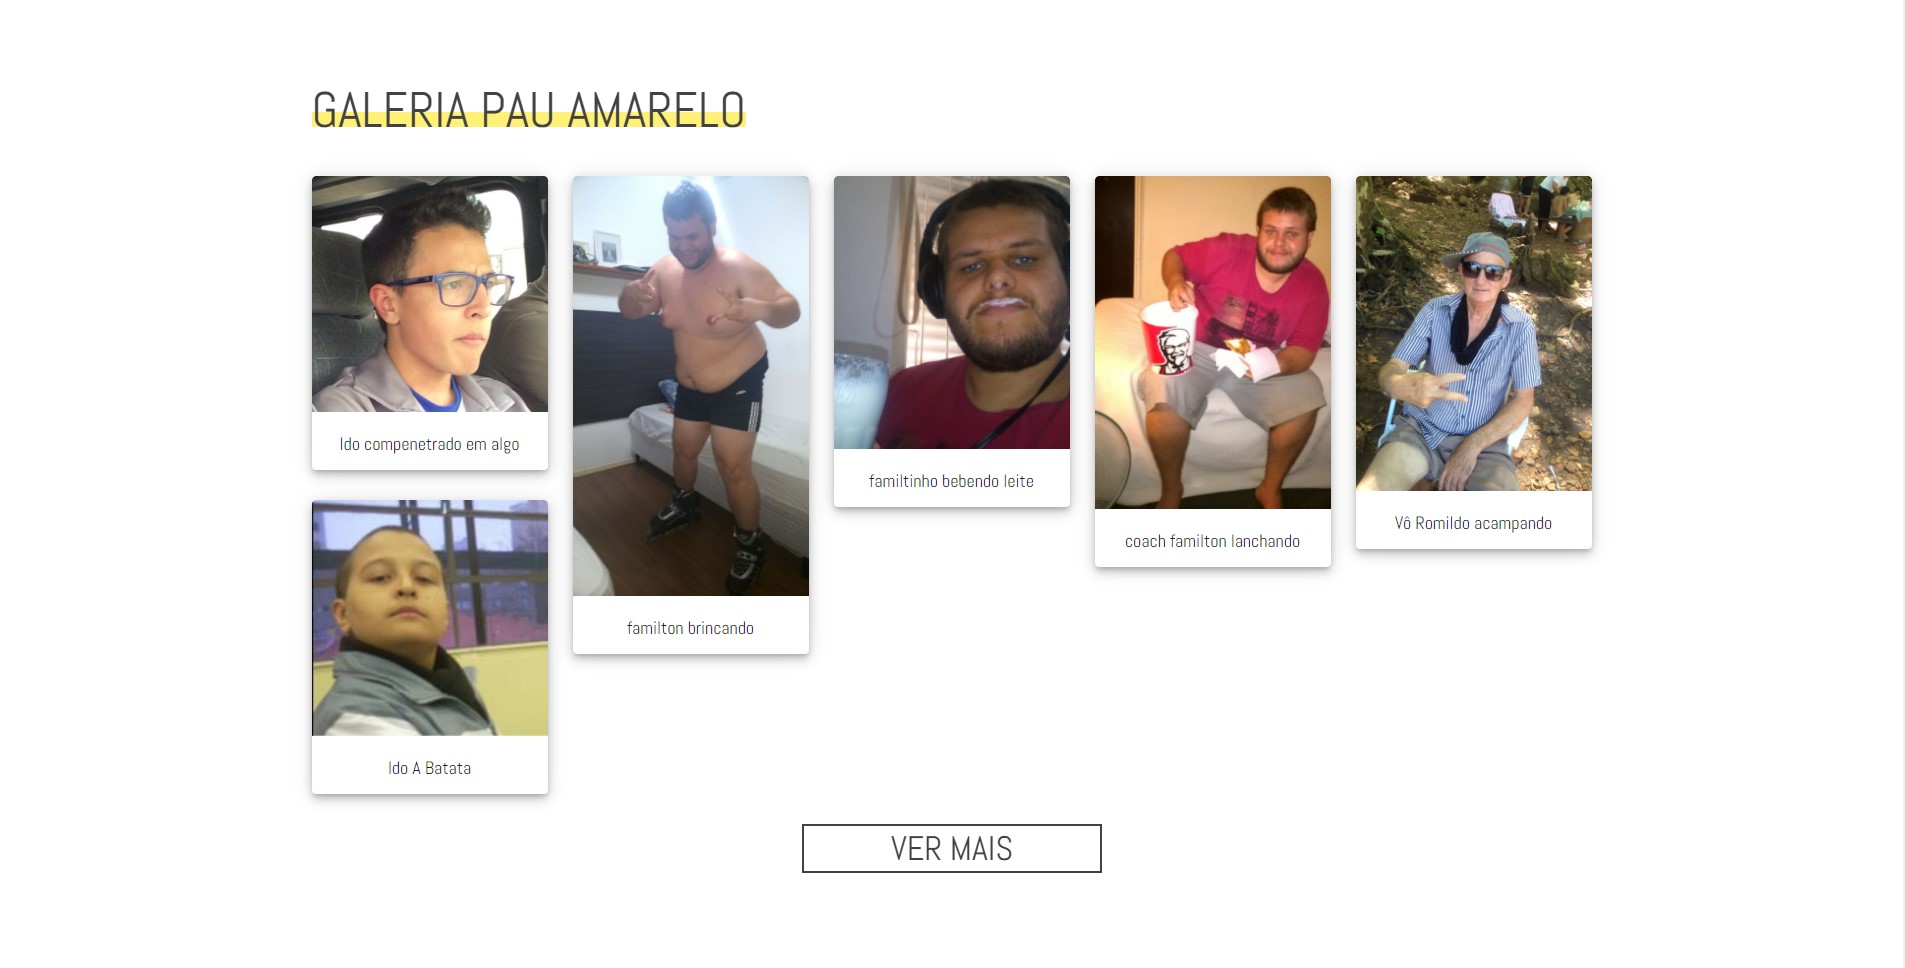 GALERIA PAU AMARELO
Ido compenetrado em algo
familton brincando
familtinho bebendo leite
coach familton lanchando
Vô Romildo acampando
Ido A Batata
VER MAIS